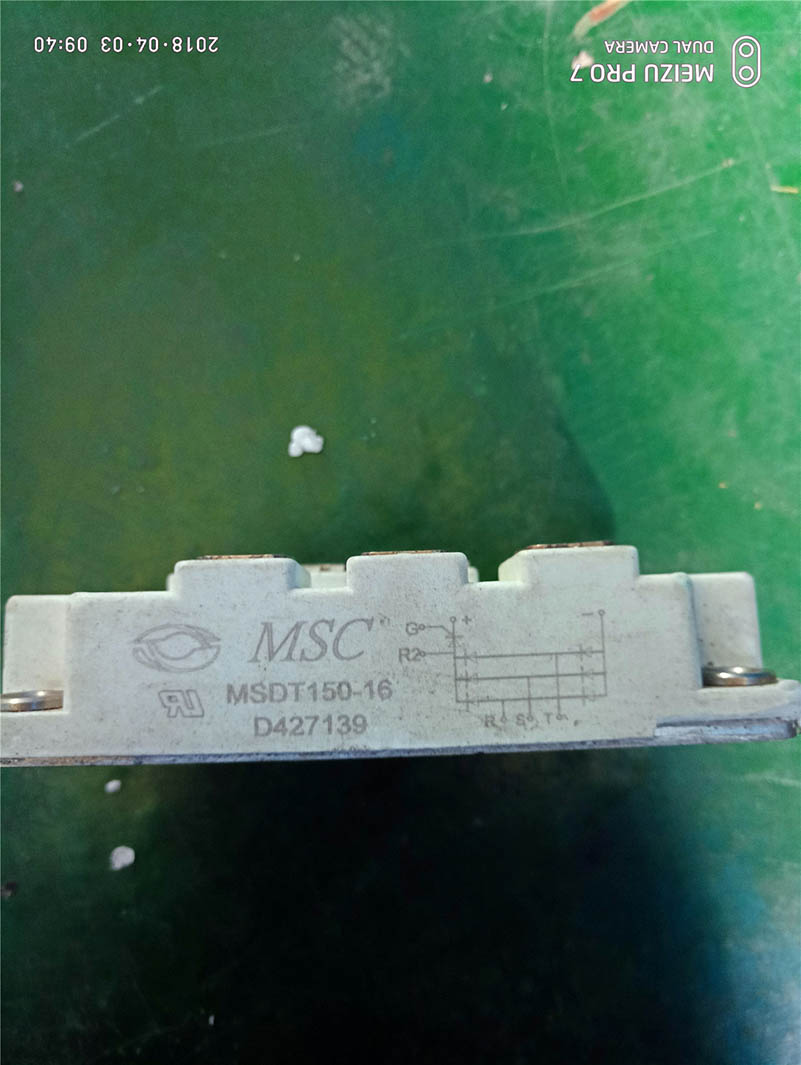 2018·04·03 09:40
MEIZU PRO 7
DUAL CAMERA
MSC
MSDT150-16
D427139
G
+
-
R2
R S T